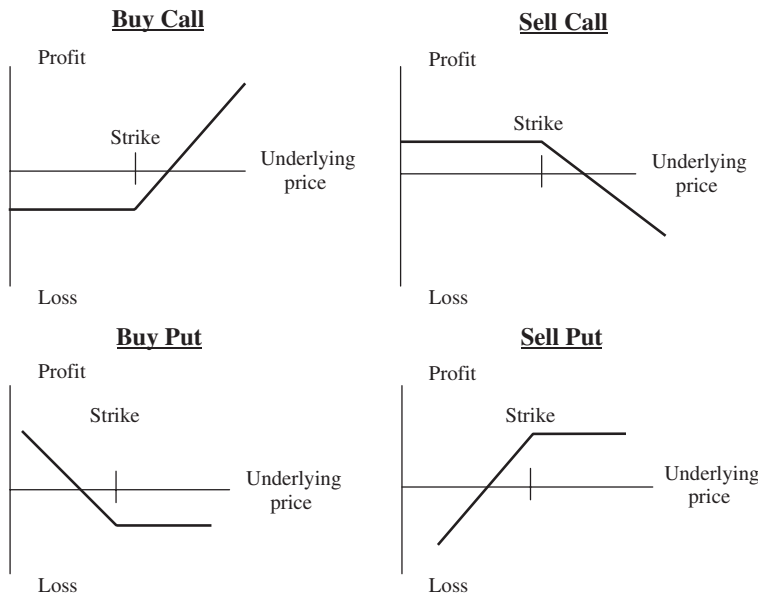 Buy Call
Profit
Strike
Underlying
price
Loss
Sell Call
Profit
Strike
Underlying
price
Loss
Buy Put
Profit
Strike
Underlying
price
Loss
Sell Put
Profit
Strike
Underlying
price
Loss